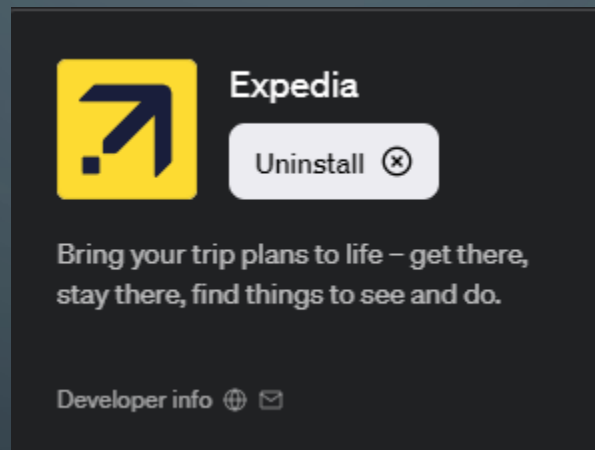 Expedia
Uninstall
Bring your trip plans to life – get there,
stay there, find things to see and do.
Developer info